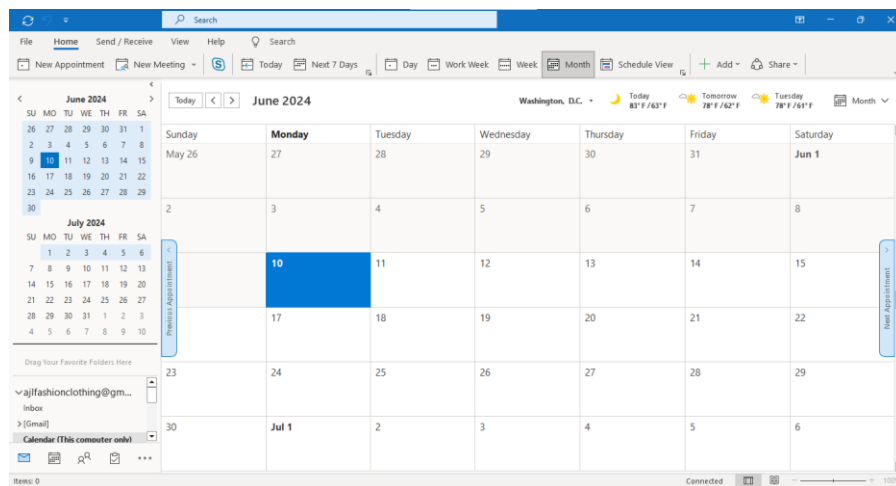 Search
File Home Send / Receive View Help Search
New Appointment New Meeting Today Next 7 Days Day Work Week Week Month Schedule View Add Share
June 2024
SU MO TU WE TH FR SA
26 27 28 29 30 31 1
2 3 4 5 6 7 8
9 10 11 12 13 14 15
16 17 18 19 20 21 22
23 24 25 26 27 28 29
30
July 2024
SU MO TU WE TH FR SA
1 2 3 4 5 6
7 8 9 10 11 12 13
14 15 16 17 18 19 20
21 22 23 24 25 26 27
28 29 30 31 1 2 3
4 5 6 7 8 9 10
Drag Your Favorite Folders Here
ajlfashionclothing@gm...
Inbox
[Gmail]
Calendar (This computer only)
Today June 2024 Washington, D.C. Today 83°F/63°F Tomorrow 78°F/62°F Tuesday 78°F/61°F Month
Sunday Monday Tuesday Wednesday Thursday Friday Saturday
May 26 27 28 29 30 31 Jun 1
2 3 4 5 6 7 8
10 11 12 13 14 15
17 18 19 20 21 22
23 24 25 26 27 28 29
30 Jul 1 2 3 4 5 6
Previous Appointment
Next Appointment
Items: 0 Connected 100%